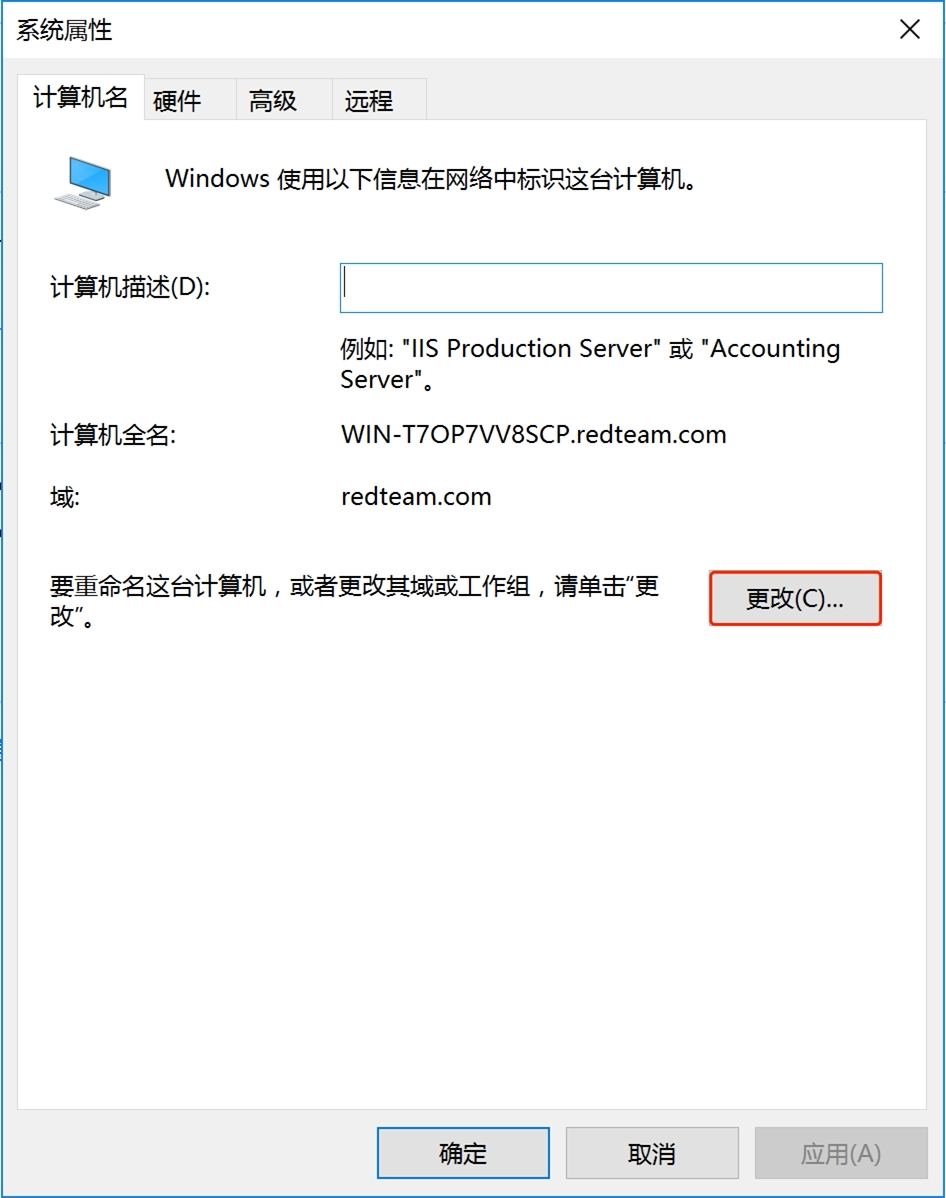 系统属性
计算机名 硬件 高级 远程
Windows 使用以下信息在网络中标识这台计算机。
计算机描述(D):
例如: "IIS Production Server" 或 "Accounting
Server"。
计算机全名: WIN-T7OP7VV8SCP.redteam.com
域: redteam.com
要重命名这台计算机，或者更改其域或工作组，请单击“更
改”。
更改(C)...
确定 取消 应用(A)